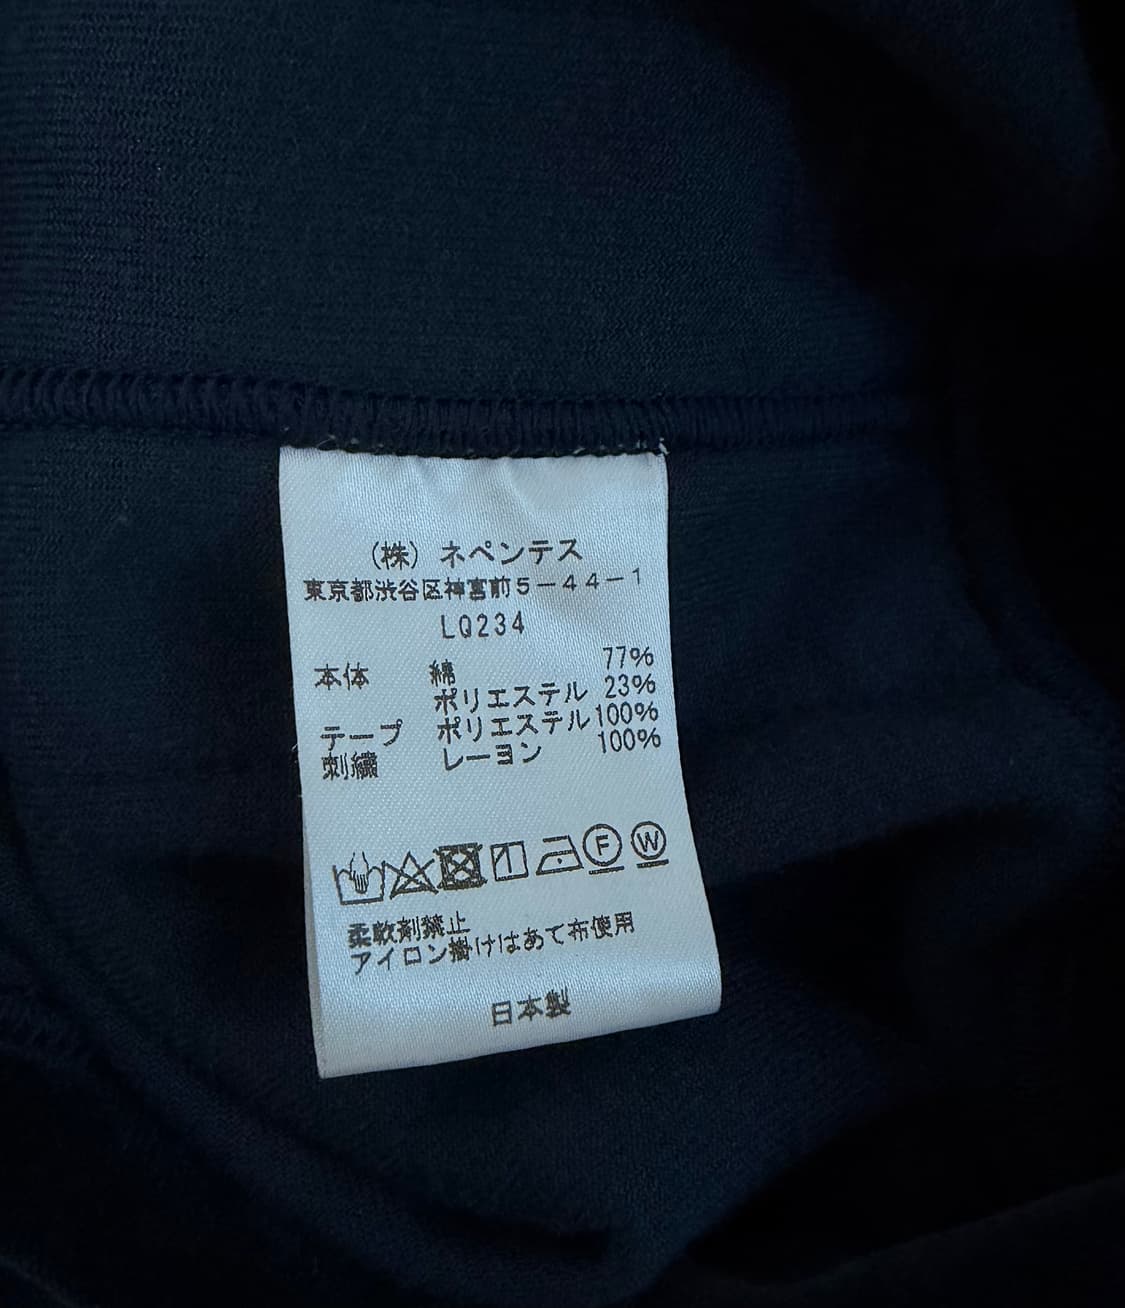 (株) ネペンテス
東京都渋谷区神宮前5-44-1
LQ234
本体 綿 77%
ポリエステル 23%
テープ ポリエステル 100%
刺繍 レーヨン 100%
F W
柔軟剤禁止
アイロン掛けはあて布使用
日本製